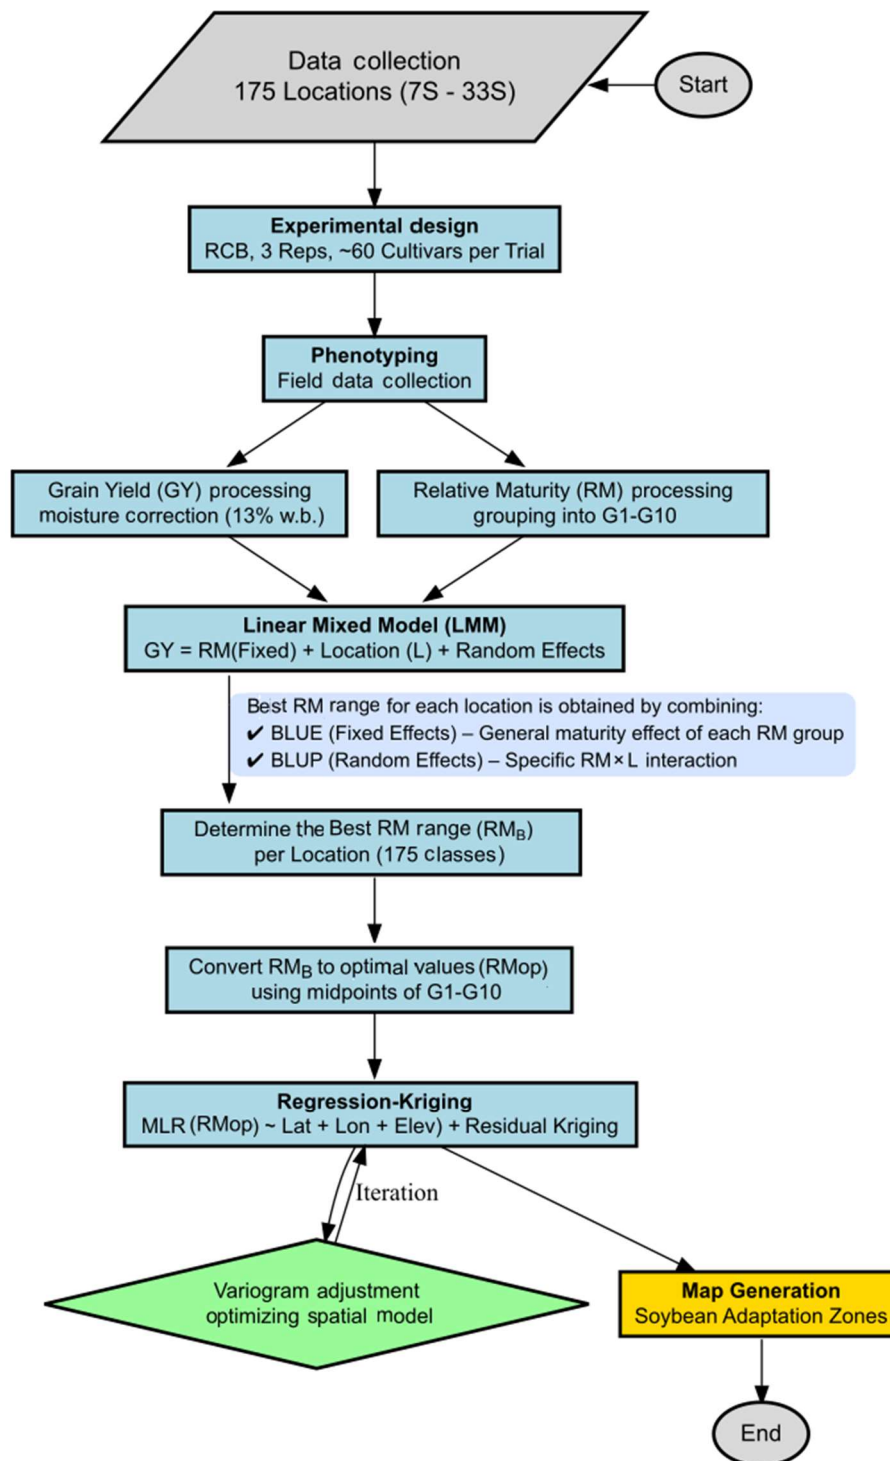 Data collection
175 Locations (7S - 33S)
Start
Experimental design
RCB, 3 Reps, ~60 Cultivars per Trial
Phenotyping
Field data collection
Grain Yield (GY) processing
moisture correction (13% w.b.)
Relative Maturity (RM) processing
grouping into G1-G10
Linear Mixed Model (LMM)
GY = RM(Fixed) + Location (L) + Random Effects
Best RM range for each location is obtained by combining:
✔ BLUE (Fixed Effects) – General maturity effect of each RM group
✔ BLUP (Random Effects) – Specific RM × L interaction
Determine the Best RM range (RM_B)
per Location (175 classes)
Convert RM_B to optimal values (RMop)
using midpoints of G1-G10
Regression-Kriging
MLR (RMop) ~ Lat + Lon + Elev) + Residual Kriging
Iteration
Variogram adjustment
optimizing spatial model
Map Generation
Soybean Adaptation Zones
End